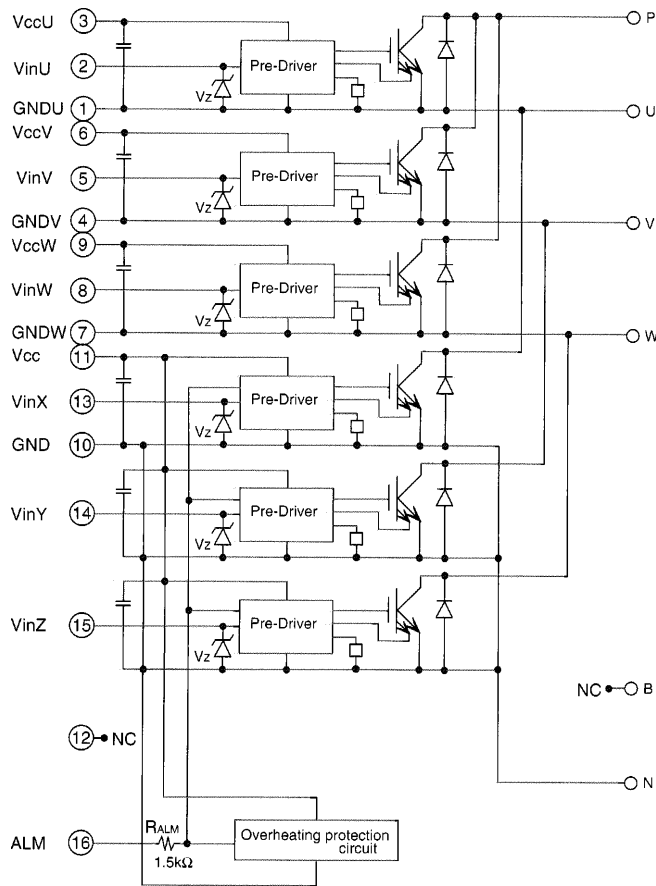 VccU 3 P
VinU 2 Pre-Driver
Vz
GNDU 1 U
VccV 6
VinV 5 Pre-Driver
Vz
GNDV 4 V
VccW 9
VinW 8 Pre-Driver
Vz
GNDW 7 W
Vcc 11
VinX 13 Pre-Driver
Vz
GND 10
VinY 14 Pre-Driver
Vz
VinZ 15 Pre-Driver
Vz
NC B
12 NC
N
ALM 16 RALM 1.5kΩ
Overheating protection
circuit